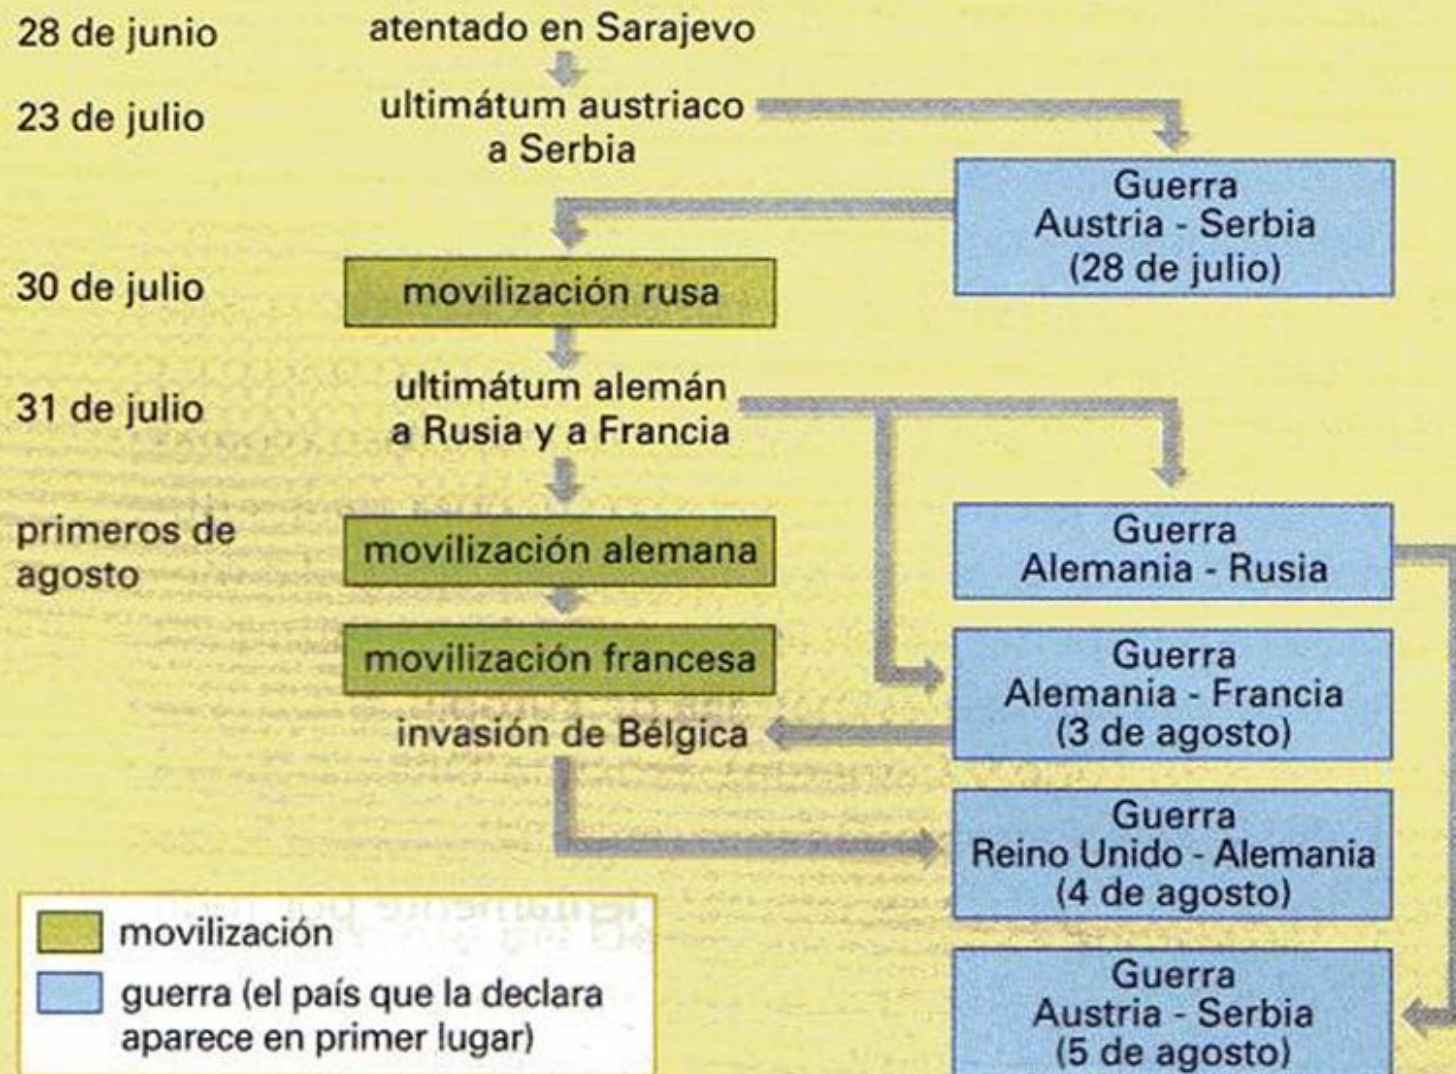 28 de junio
atentado en Sarajevo
23 de julio
ultimátum austriaco
a Serbia
Guerra
Austria - Serbia
(28 de julio)
30 de julio
movilización rusa
31 de julio
ultimátum alemán
a Rusia y a Francia
primeros de
agosto
movilización alemana
Guerra
Alemania - Rusia
movilización francesa
Guerra
Alemania - Francia
(3 de agosto)
invasión de Bélgica
Guerra
Reino Unido - Alemania
(4 de agosto)
Guerra
Austria - Serbia
(5 de agosto)
movilización
guerra (el país que la declara
aparece en primer lugar)